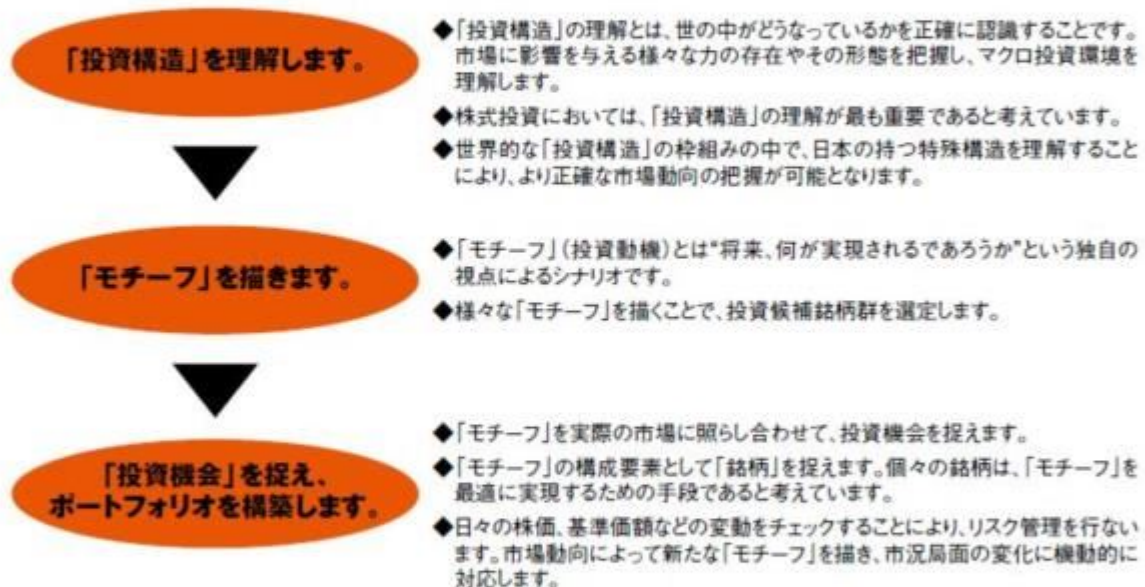 「投資構造」を理解します。
◆「投資構造」の理解とは、世の中がどうなっているかを正確に認識することです。
市場に影響を与える様々な力の存在やその形態を把握し、マクロ投資環境を
理解します。
◆株式投資においては、「投資構造」の理解が最も重要であると考えています。
◆世界的な「投資構造」の枠組みの中で、日本の持つ特殊構造を理解すること
により、より正確な市場動向の把握が可能となります。
「モチーフ」を描きます。
◆「モチーフ」(投資動機)とは“将来、何が実現されるであろうか”という独自の
視点によるシナリオです。
◆様々な「モチーフ」を描くことで、投資候補銘柄群を選定します。
「投資機会」を捉え、
ポートフォリオを構築します。
◆「モチーフ」を実際の市場に照らし合わせて、投資機会を捉えます。
◆「モチーフ」の構成要素として「銘柄」を捉えます。個々の銘柄は、「モチーフ」を
最適に実現するための手段であると考えています。
◆日々の株価、基準価額などの変動をチェックすることにより、リスク管理を行ない
ます。市場動向によって新たな「モチーフ」を描き、市況局面の変化に機動的に
対応します。